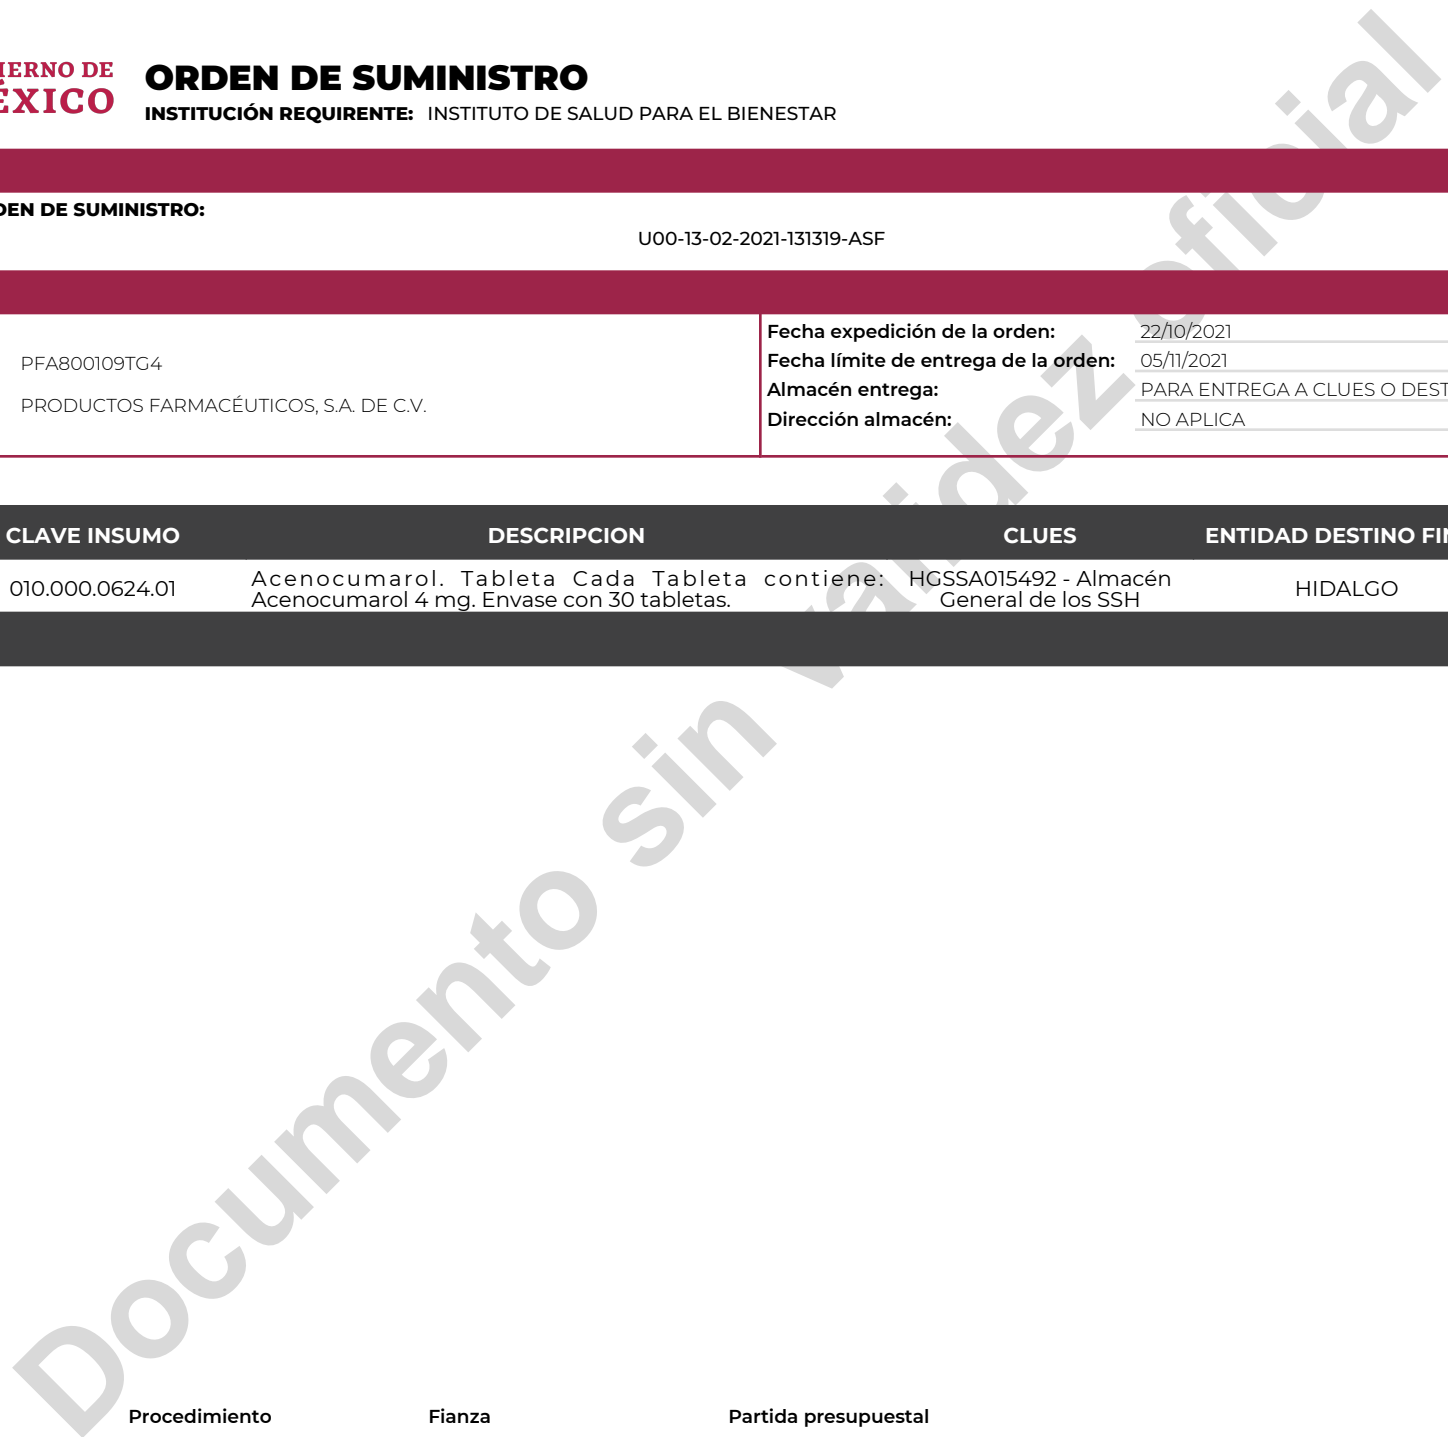 IERNO DE
ÉXICO
ORDEN DE SUMINISTRO
INSTITUCIÓN REQUIRENTE: INSTITUTO DE SALUD PARA EL BIENESTAR
DEN DE SUMINISTRO:
U00-13-02-2021-131319-ASF
PFA800109TG4
PRODUCTOS FARMACÉUTICOS, S.A. DE C.V.
Fecha expedición de la orden: 22/10/2021
Fecha límite de entrega de la orden: 05/11/2021
Almacén entrega: PARA ENTREGA A CLUES O DEST
Dirección almacén: NO APLICA
CLAVE INSUMO DESCRIPCION CLUES ENTIDAD DESTINO FIN
010.000.0624.01
Acenocumarol. Tableta Cada Tableta contiene:
Acenocumarol 4 mg. Envase con 30 tabletas.
HGSSA015492 - Almacén
General de los SSH
HIDALGO
Documento sin validez oficial
Procedimiento Fianza Partida presupuestal